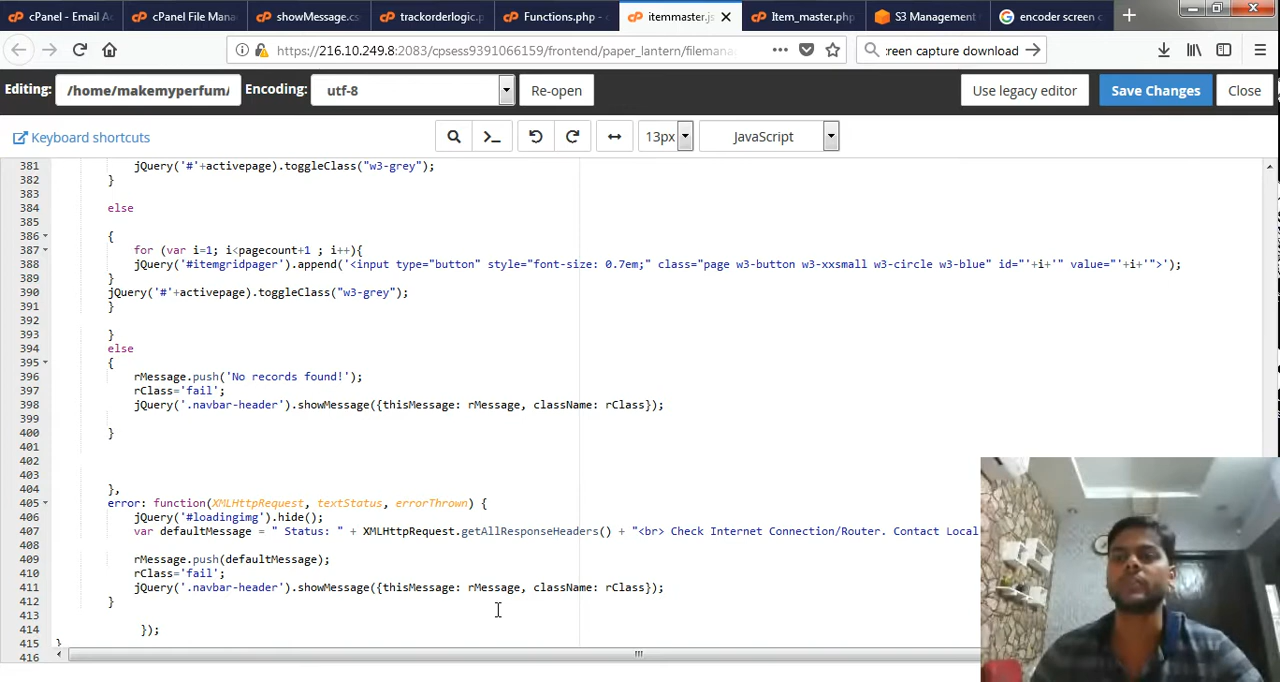 cPanel - Email Ac
cPanel File Mana
showMessage.cs
trackorderlogic.p
Functions.php - c
itemmaster.js
Item_master.php
S3 Management
encoder screen c
https://216.10.249.8:2083/cpsess9391066159/frontend/paper_lantern/filema
reen capture download
Editing: /home/makemyperfum/ Encoding: utf-8 Re-open Use legacy editor Save Changes Close
Keyboard shortcuts 13px JavaScript
381 jQuery('#'+activepage).toggleClass("w3-grey");
382 }
383
384 else
385
386 {
387 for (var i=1; i<pagecount+1 ; i++){
388 jQuery('#itemgridpager').append('<input type="button" style="font-size: 0.7em;" class="page w3-button w3-xxsmall w3-circle w3-blue" id="'+i+'" value="'+i+'">');
389 }
390 jQuery('#'+activepage).toggleClass("w3-grey");
391 }
392
393 }
394 else
395 {
396 rMessage.push('No records found!');
397 rClass='fail';
398 jQuery('.navbar-header').showMessage({thisMessage: rMessage, className: rClass});
399
400 }
401
402
403
404 },
405 error: function(XMLHttpRequest, textStatus, errorThrown) {
406 jQuery('#loadingimg').hide();
407 var defaultMessage = " Status: " + XMLHttpRequest.getAllResponseHeaders() + "<br> Check Internet Connection/Router. Contact Local
408
409 rMessage.push(defaultMessage);
410 rClass='fail';
411 jQuery('.navbar-header').showMessage({thisMessage: rMessage, className: rClass});
412 }
413
414 });
415 }
416